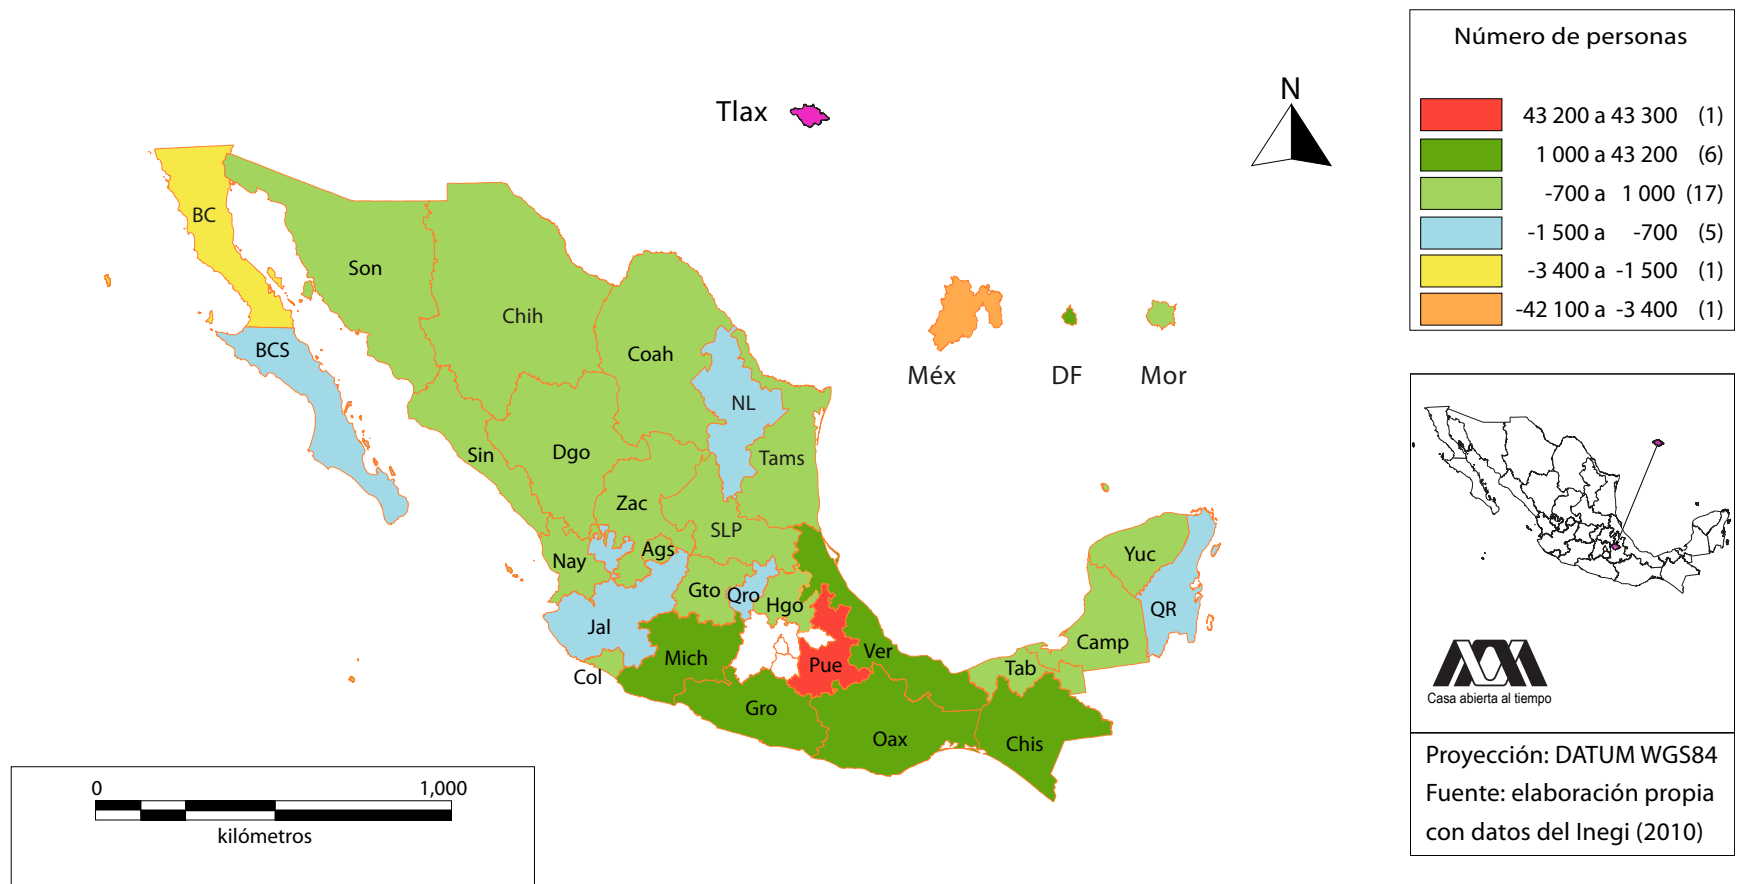 Número de personas
43 200 a 43 300 (1)
1 000 a 43 200 (6)
-700 a 1 000 (17)
-1 500 a -700 (5)
-3 400 a -1 500 (1)
-42 100 a -3 400 (1)
N
Tlax
BC
Son
Chih
BCS
Coah
Méx
DF
Mor
NL
Sin
Dgo
Tams
Zac
SLP
Nay
Ags
Yuc
Gto
Qro
Hgo
QR
Jal
Camp
Mich
Pue
Ver
Tab
Col
Gro
Oax
Chis
Casa abierta al tiempo
Proyección: DATUM WGS84
Fuente: elaboración propia
con datos del Inegi (2010)
0 1,000
kilómetros